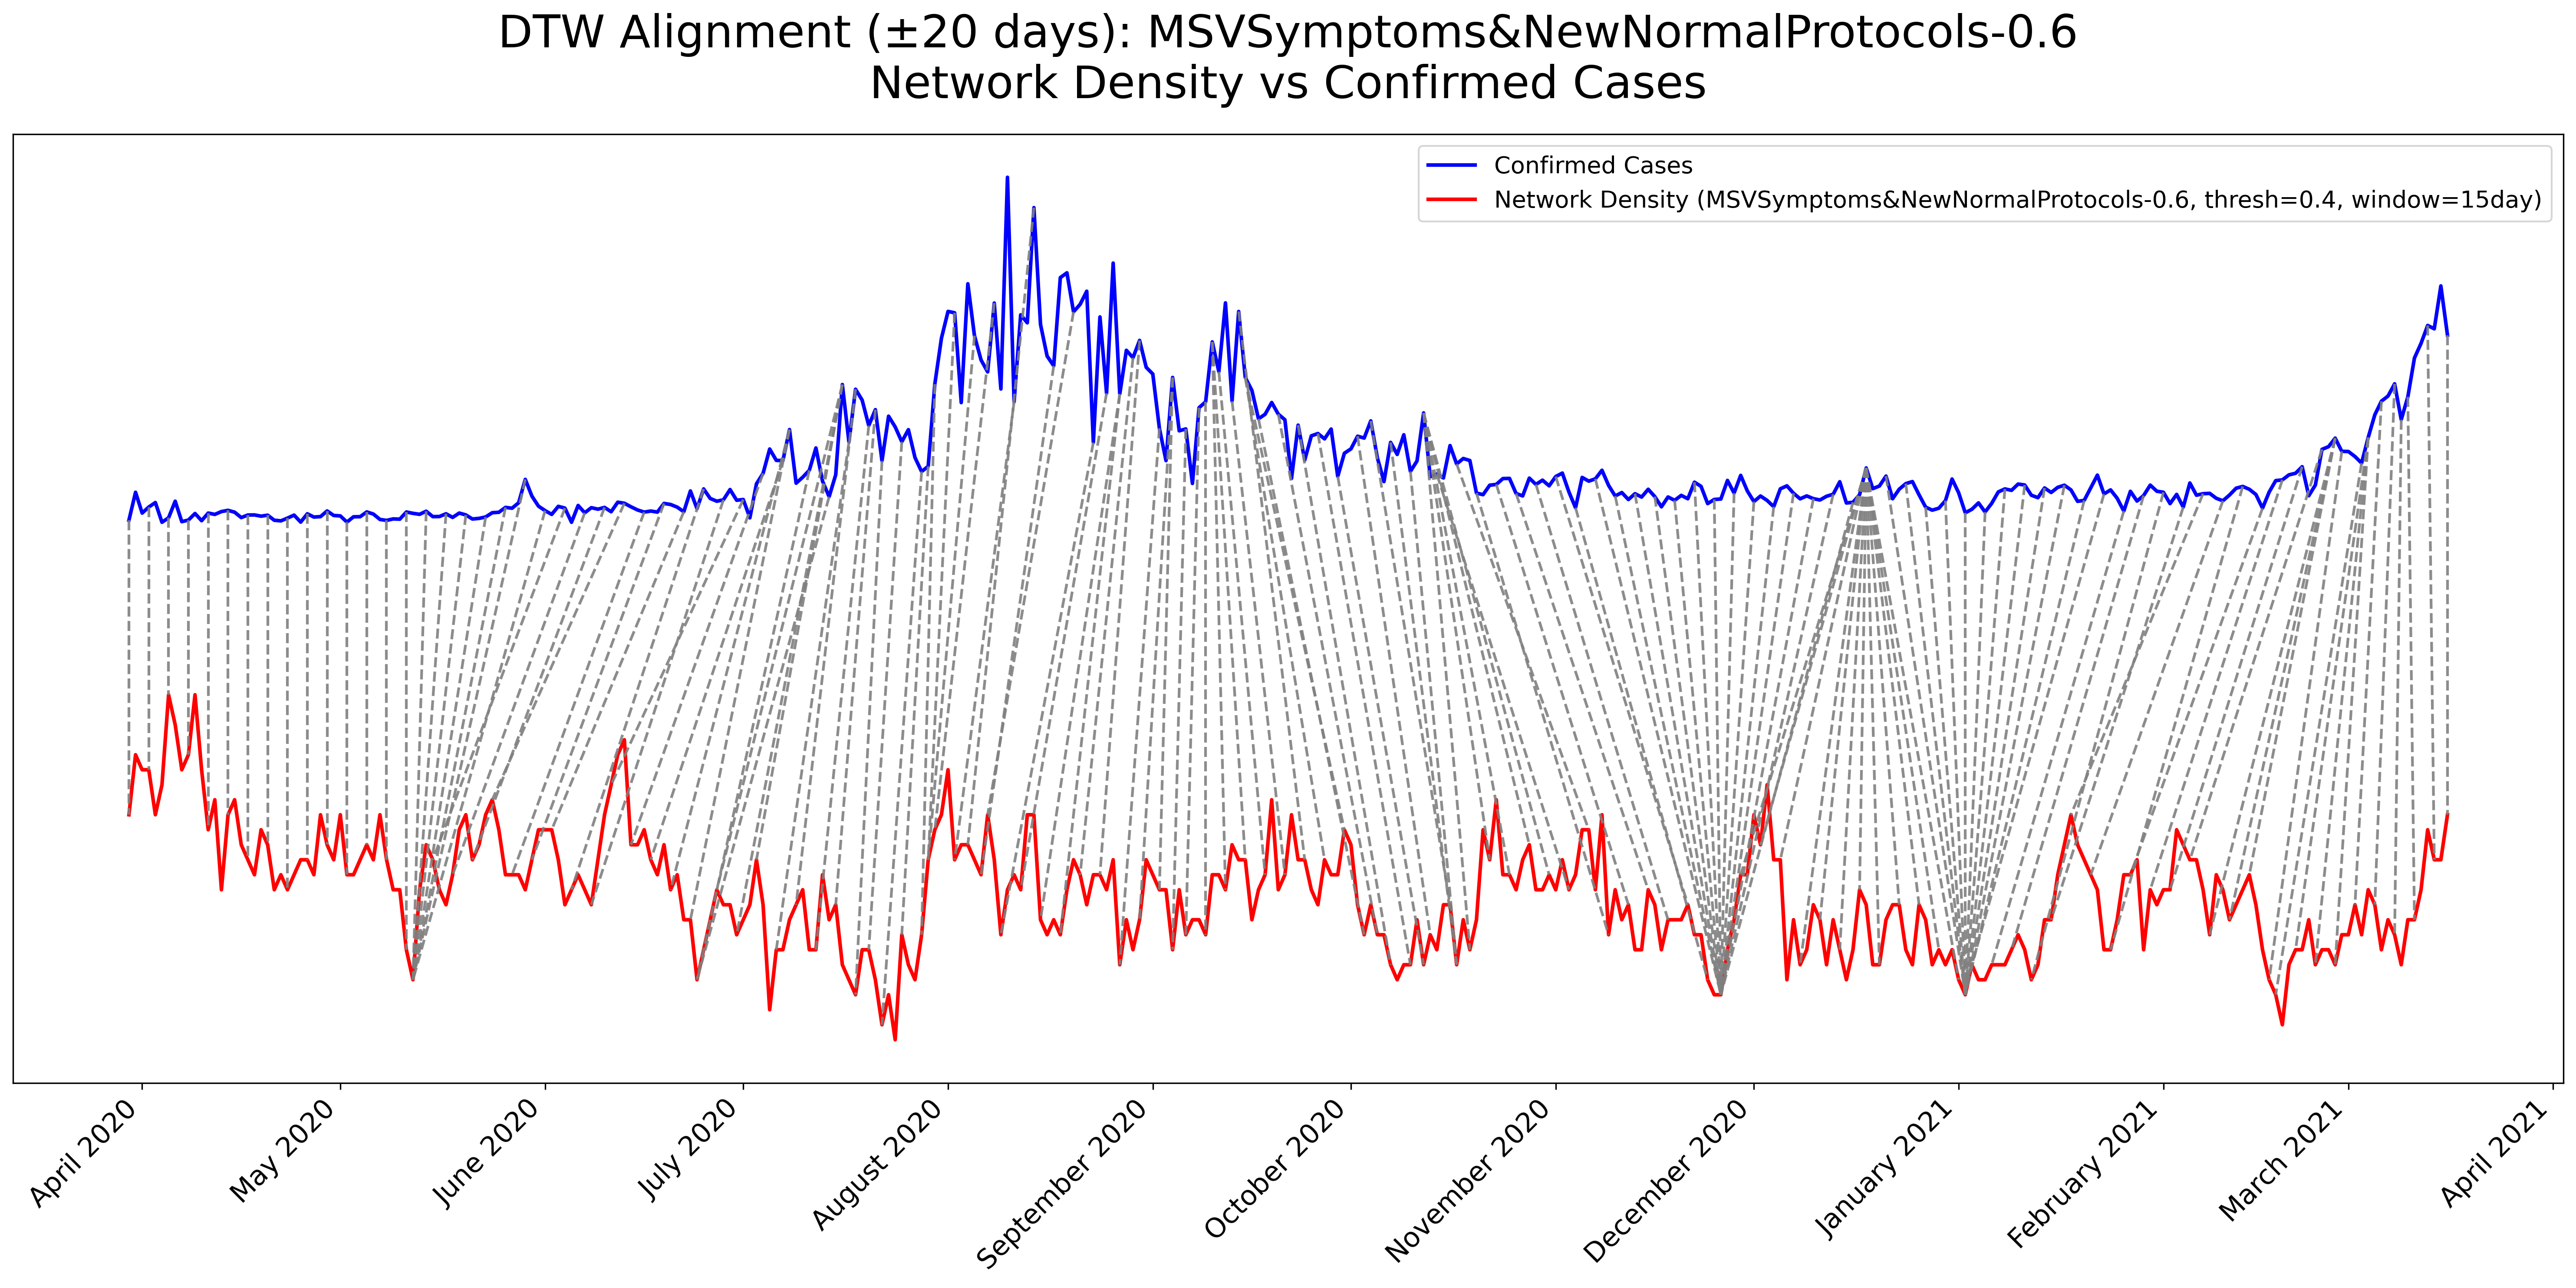 DTW Alignment (±20 days): MSVSymptoms&NewNormalProtocols-0.6
Network Density vs Confirmed Cases
Confirmed Cases
Network Density (MSVSymptoms&NewNormalProtocols-0.6, thresh=0.4, window=15day)
April 2020
May 2020
June 2020
July 2020
August 2020
September 2020
October 2020
November 2020
December 2020
January 2021
February 2021
March 2021
April 2021